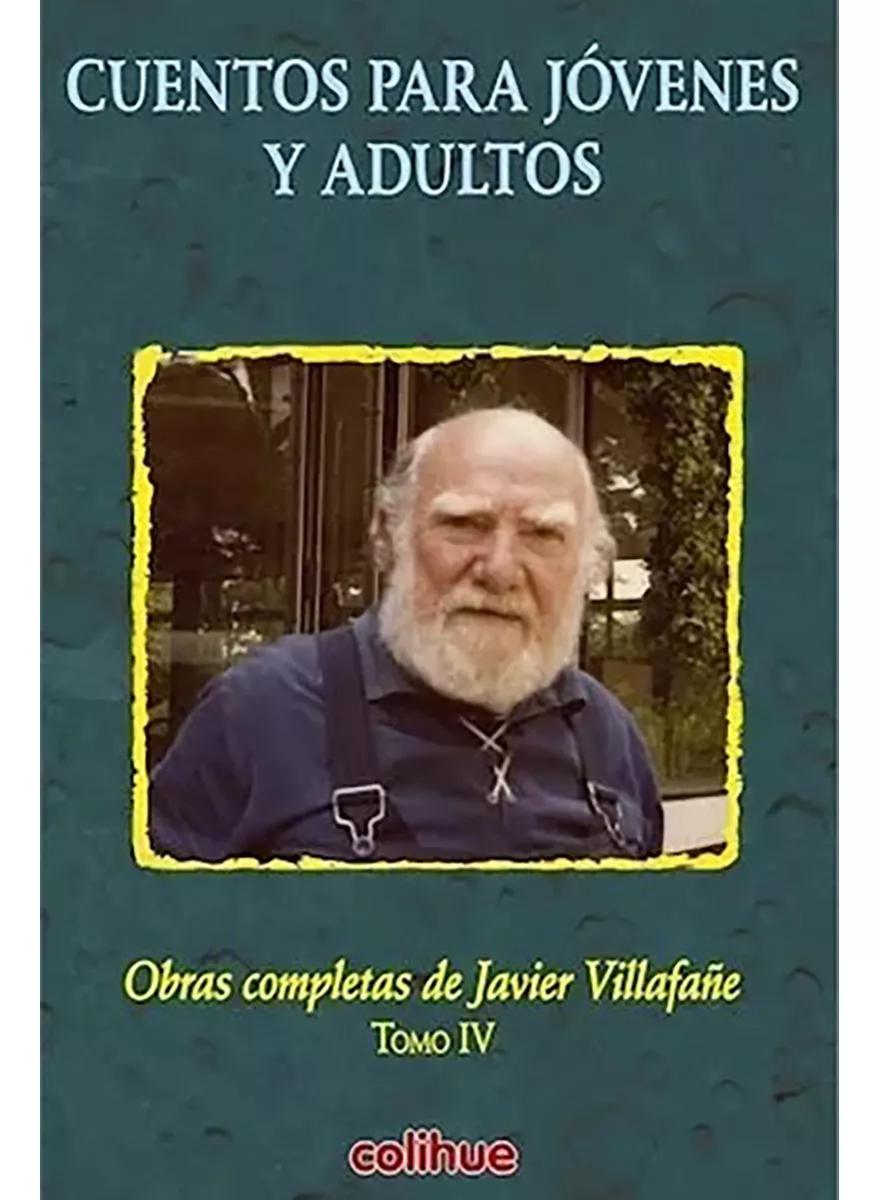 CUENTOS PARA JÓVENES
Y ADULTOS
Obras completas de Javier Villafañe
TOMO IV
colihue